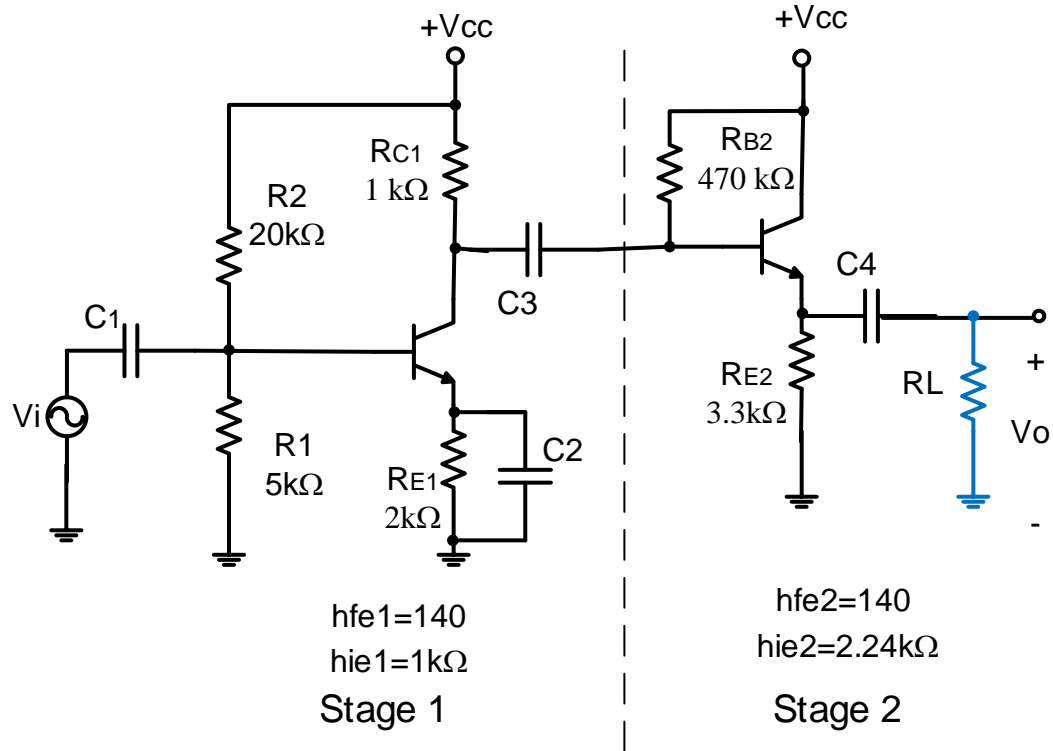 +Vcc
+Vcc
RC1
1 kΩ
RB2
470 kΩ
R2
20kΩ
C3
C4
C1
Vi
R1
5kΩ
RE1
2kΩ
C2
RE2
3.3kΩ
RL
+
Vo
-
hfe1=140
hie1=1kΩ
Stage 1
hfe2=140
hie2=2.24kΩ
Stage 2